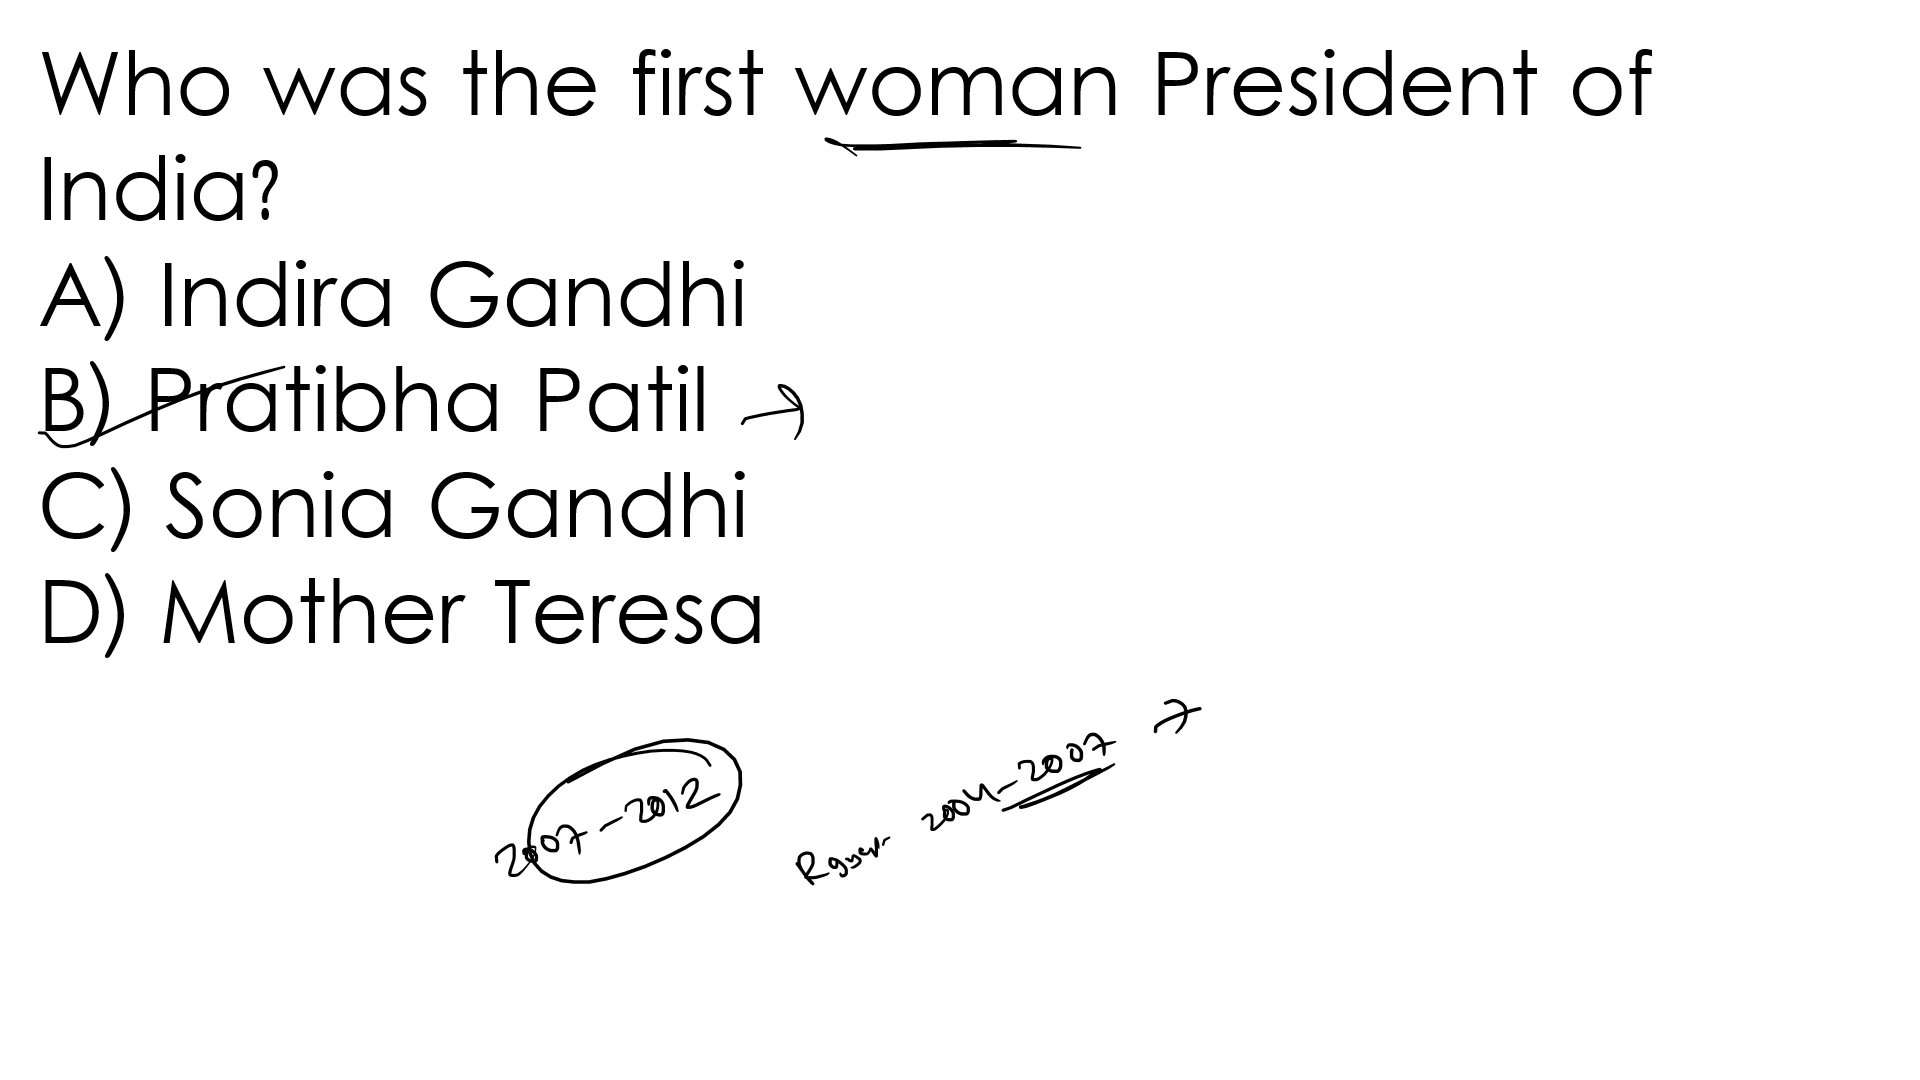 Who was the first woman President of
India?
A) Indira Gandhi
B) Pratibha Patil
C) Sonia Gandhi
D) Mother Teresa
2007-2012
2004-2007